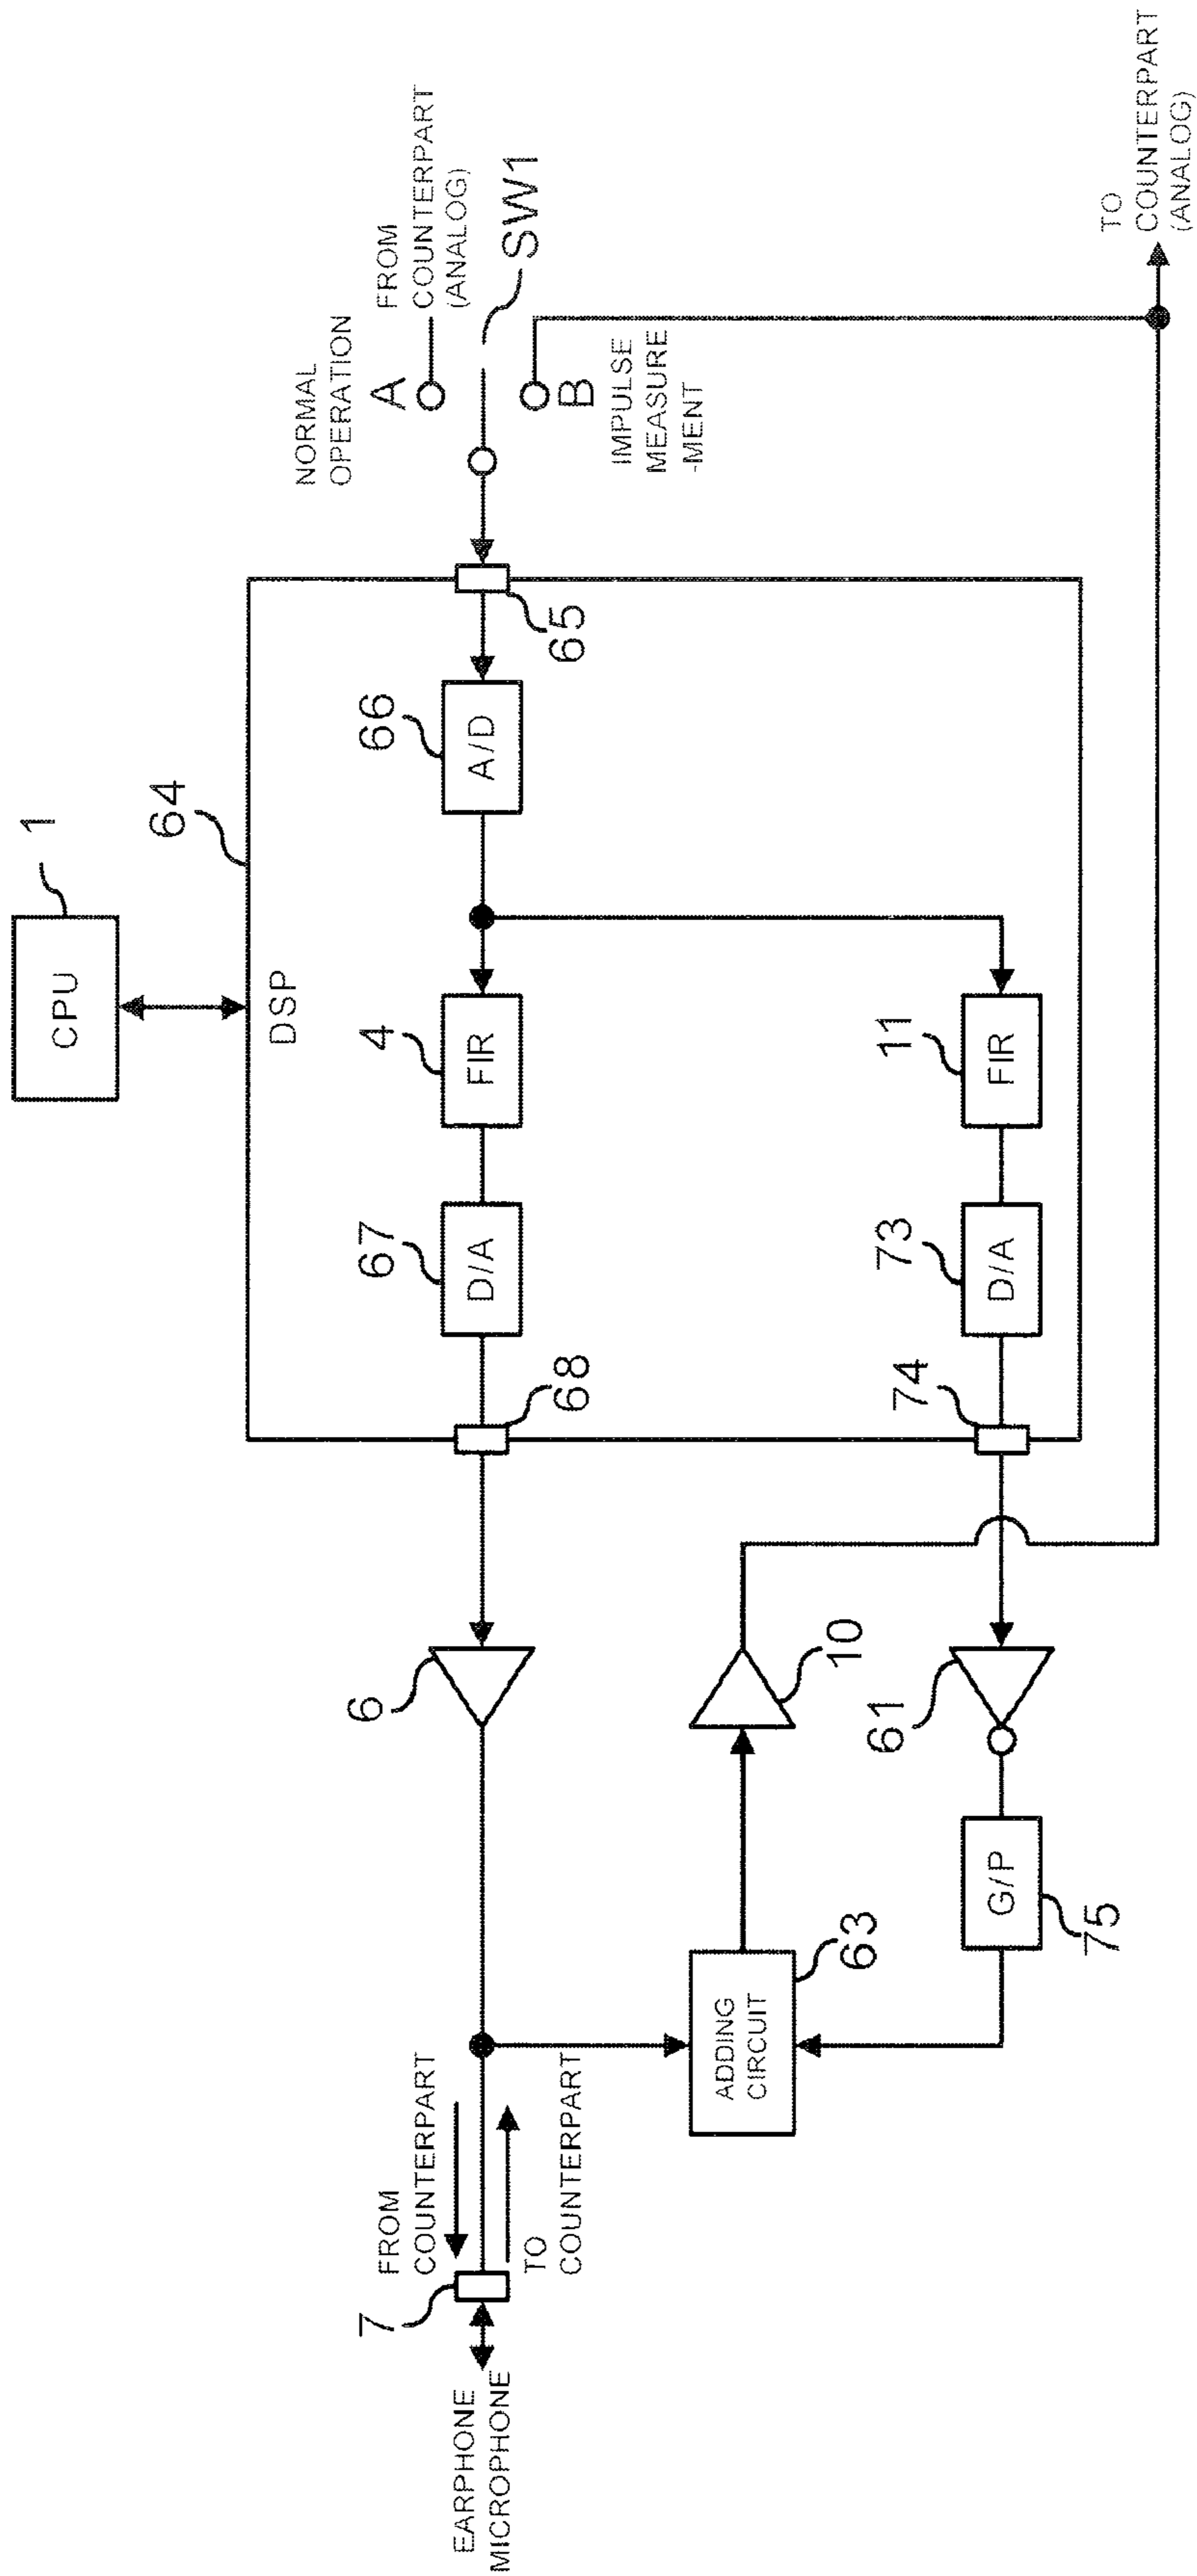 1
CPU
64
DSP
NORMAL
OPERATION
A
FROM
COUNTERPART
(ANALOG)
SW1
B
IMPULSE
MEASURE
-MENT
65
66
A/D
4
FIR
67
D/A
68
11
FIR
73
D/A
74
6
10
61
G/P
75
ADDING
CIRCUIT
63
FROM
COUNTERPART
TO
COUNTERPART
7
EARPHONE
MICROPHONE
TO
COUNTERPART
(ANALOG)